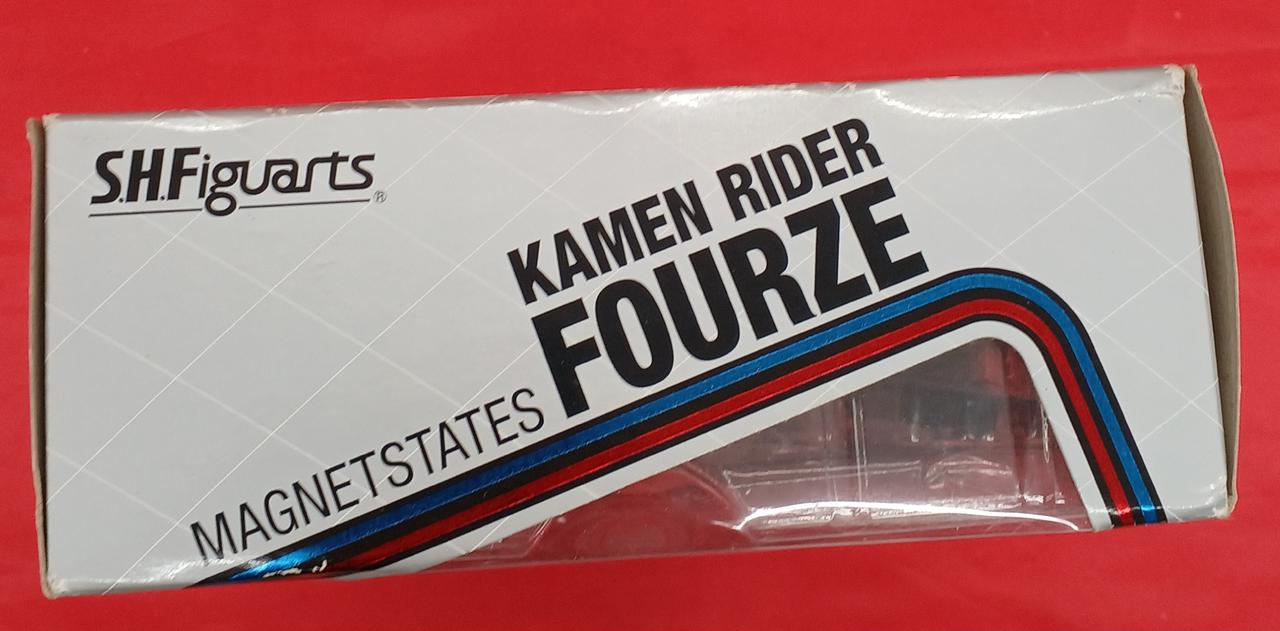 S.H.Figuarts®
KAMEN RIDER
FOURZE
MAGNETSTATES